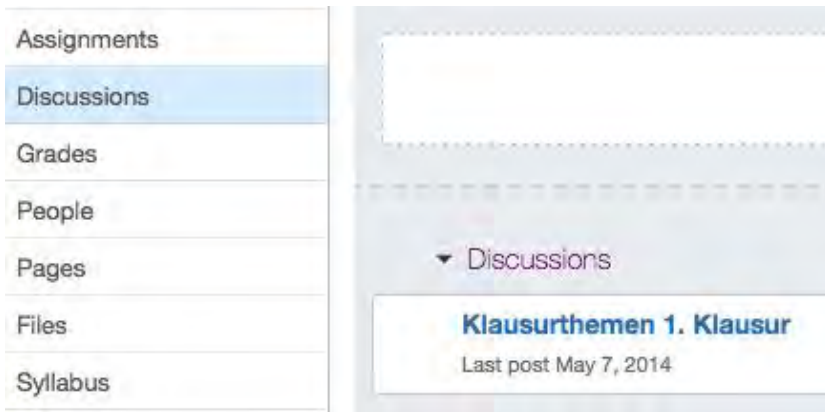 Assignments
Discussions
Grades
People
Pages
Files
Syllabus
Discussions
Klausurthemen 1. Klausur
Last post May 7, 2014